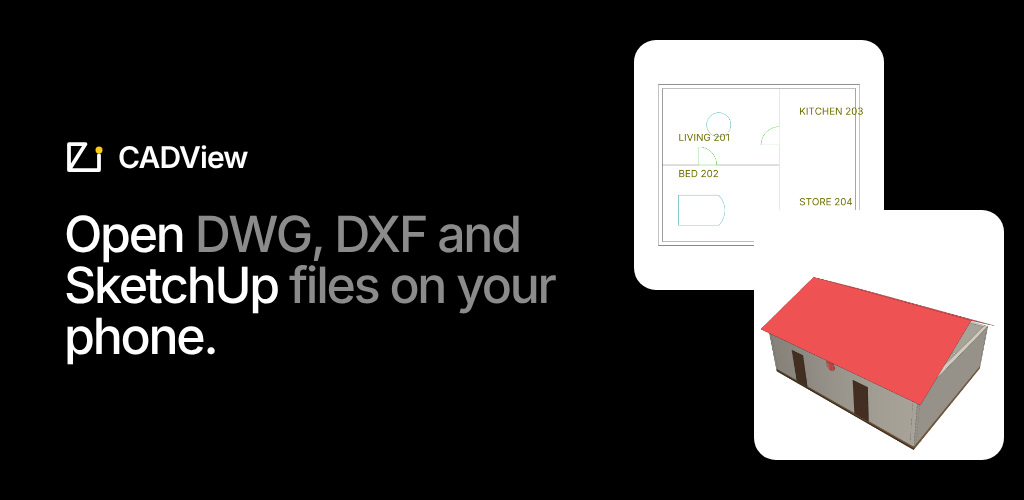 CADView
Open DWG, DXF and
SketchUp files on your
phone.
KITCHEN 203
LIVING 201
BED 202
STORE 204